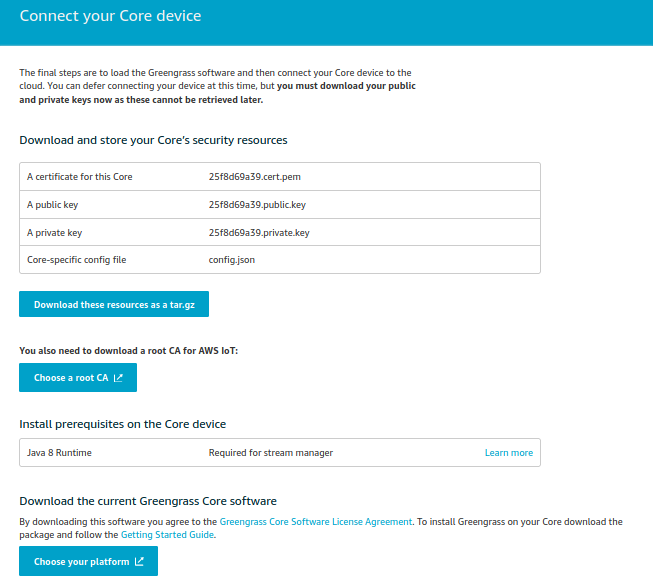 Connect your Core device
The final steps are to load the Greengrass software and then connect your Core device to the
cloud. You can defer connecting your device at this time, but you must download your public
and private keys now as these cannot be retrieved later.
Download and store your Core's security resources
A certificate for this Core 25f8d69a39.cert.pem
A public key 25f8d69a39.public.key
A private key 25f8d69a39.private.key
Core-specific config file config.json
Download these resources as a tar.gz
You also need to download a root CA for AWS IoT:
Choose a root CA
Install prerequisites on the Core device
Java 8 Runtime Required for stream manager Learn more
Download the current Greengrass Core software
By downloading this software you agree to the Greengrass Core Software License Agreement. To install Greengrass on your Core download the
package and follow the Getting Started Guide.
Choose your platform